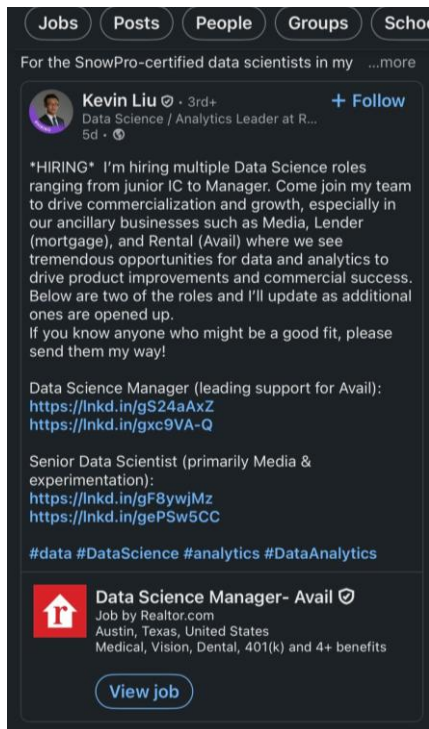 Jobs Posts People Groups
For the SnowPro-certified data scientists in my ...more
Kevin Liu · 3rd+ + Follow
Data Science / Analytics Leader at R...
5d ·
*HIRING* I'm hiring multiple Data Science roles
ranging from junior IC to Manager. Come join my team
to drive commercialization and growth, especially in
our ancillary businesses such as Media, Lender
(mortgage), and Rental (Avail) where we see
tremendous opportunities for data and analytics to
drive product improvements and commercial success.
Below are two of the roles and I'll update as additional
ones are opened up.
If you know anyone who might be a good fit, please
send them my way!
Data Science Manager (leading support for Avail):
https://lnkd.in/gS24aAxZ
https://lnkd.in/gxc9VA-Q
Senior Data Scientist (primarily Media &
experimentation):
https://lnkd.in/gF8ywjMz
https://lnkd.in/gePSw5CC
#data #DataScience #analytics #DataAnalytics
r
Data Science Manager- Avail
Job by Realtor.com
Austin, Texas, United States
Medical, Vision, Dental, 401(k) and 4+ benefits
View job